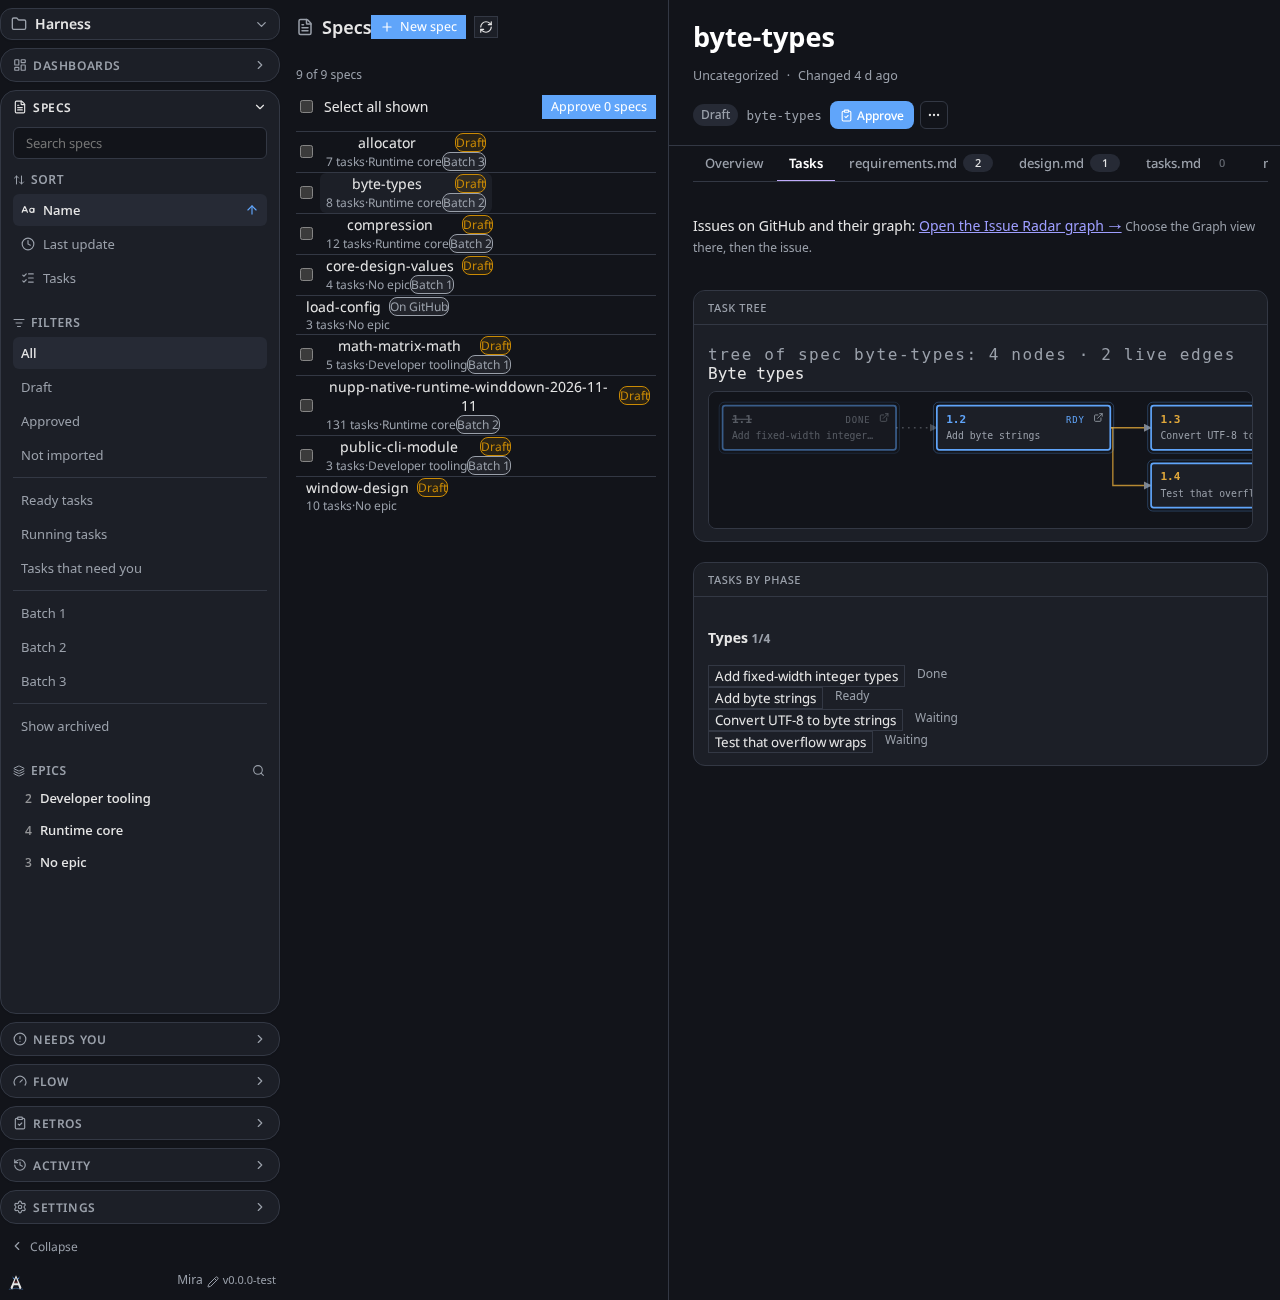 Harness
DASHBOARDS
SPECS
Search specs
SORT
Name
Last update
Tasks
FILTERS
All
Draft
Approved
Not imported
Ready tasks
Running tasks
Tasks that need you
Batch 1
Batch 2
Batch 3
Show archived
EPICS
2 Developer tooling
4 Runtime core
3 No epic
NEEDS YOU
FLOW
RETROS
ACTIVITY
SETTINGS
Collapse
Mira v0.0.0-test
Specs
New spec
9 of 9 specs
Select all shown
Approve 0 specs
allocator Draft
7 tasks·Runtime core Batch 3
byte-types Draft
8 tasks·Runtime core Batch 2
compression Draft
12 tasks·Runtime core Batch 2
core-design-values Draft
4 tasks·No epic Batch 1
load-config On GitHub
3 tasks·No epic
math-matrix-math Draft
5 tasks·Developer tooling Batch 1
nupp-native-runtime-winddown-2026-11-
11 Draft
131 tasks·Runtime core Batch 2
public-cli-module Draft
3 tasks·Developer tooling Batch 1
window-design Draft
10 tasks·No epic
byte-types
Uncategorized · Changed 4 d ago
Draft byte-types Approve ···
Overview Tasks requirements.md 2 design.md 1 tasks.md 0 r
Issues on GitHub and their graph: Open the Issue Radar graph → Choose the Graph view
there, then the issue.
TASK TREE
tree of spec byte-types: 4 nodes · 2 live edges
Byte types
1.1 DONE
Add fixed-width integer…
1.2 RDY
Add byte strings
1.3
Convert UTF-8 to
1.4
Test that overfl
TASKS BY PHASE
Types 1/4
Add fixed-width integer types Done
Add byte strings Ready
Convert UTF-8 to byte strings Waiting
Test that overflow wraps Waiting